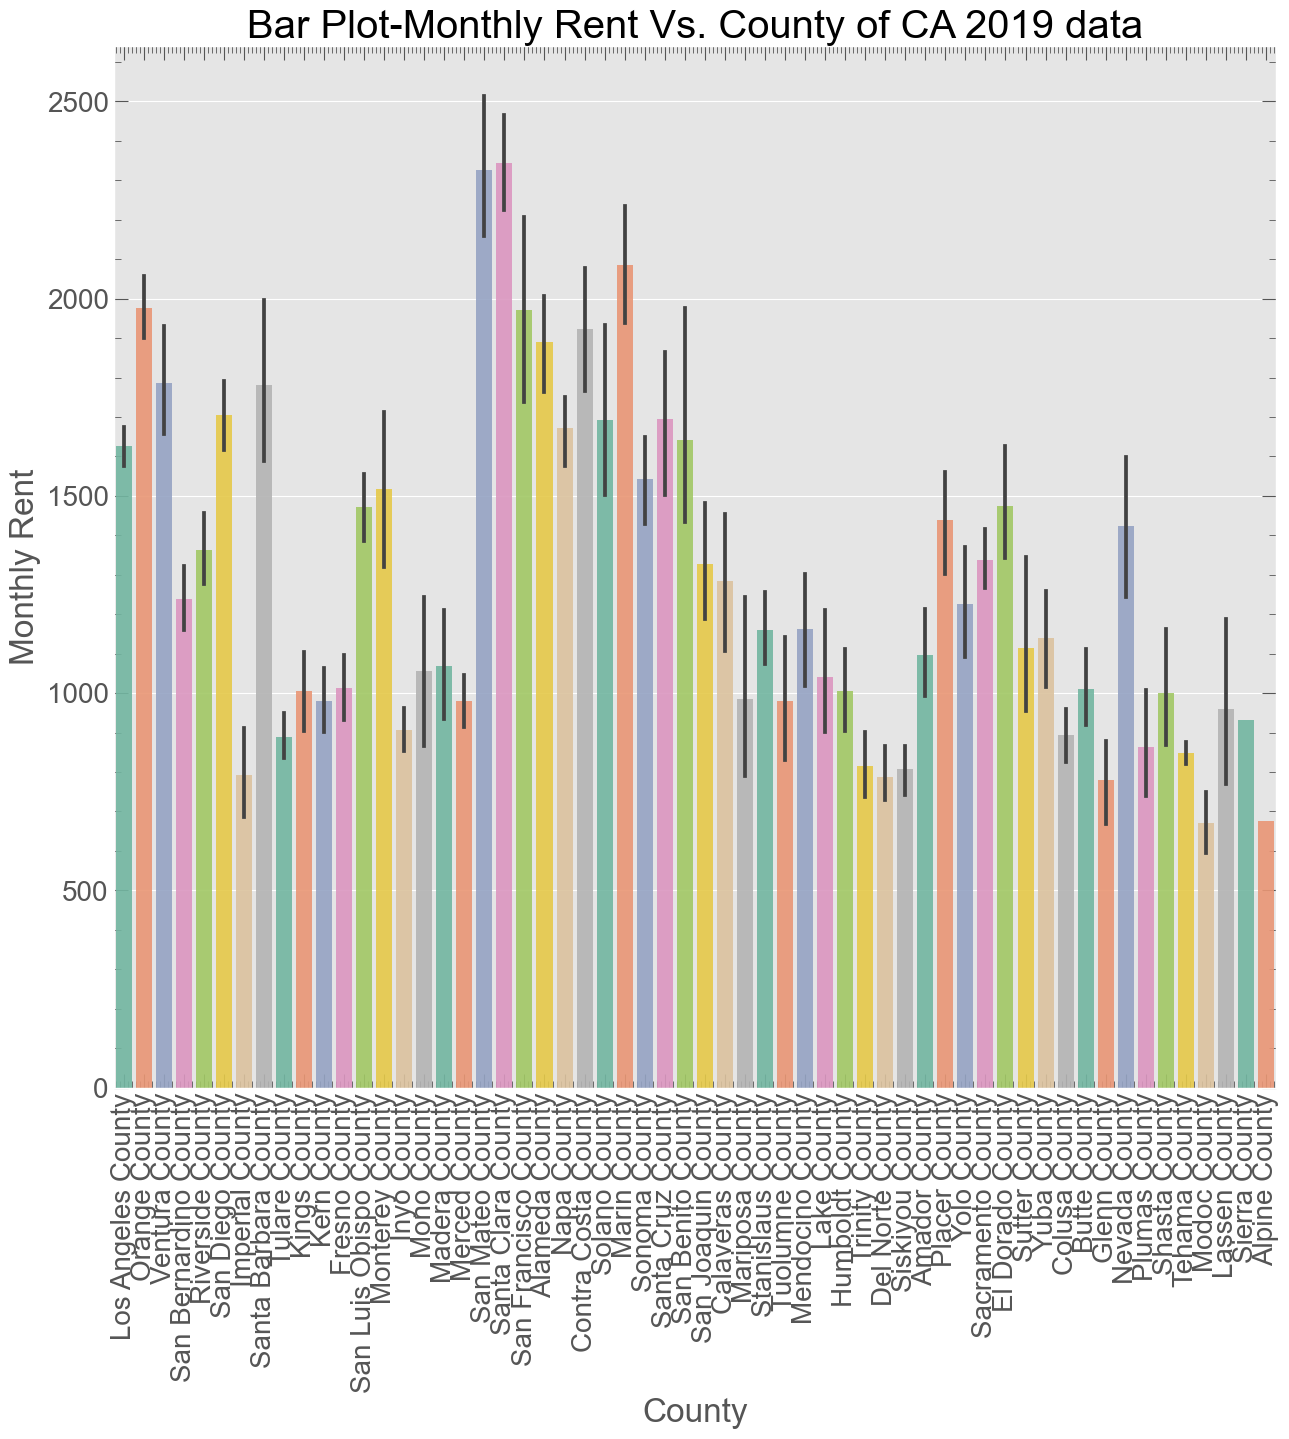 Bar Plot-Monthly Rent Vs. County of CA 2019 data
Monthly Rent
2500
2000
1500
1000
500
0
Los Angeles County
Orange County
Ventura County
San Bernardino County
Riverside County
San Diego County
Imperial County
Santa Barbara County
Tulare County
Kings County
Kern County
Fresno County
San Luis Obispo County
Monterey County
Inyo County
Mono County
Madera County
Merced County
San Mateo County
Santa Clara County
San Francisco County
Alameda County
Napa County
Contra Costa County
Solano County
Marin County
Sonoma County
Santa Cruz County
San Benito County
San Joaquin County
Calaveras County
Mariposa County
Stanislaus County
Tuolumne County
Mendocino County
Lake County
Humboldt County
Trinity County
Del Norte County
Siskiyou County
Amador County
Placer County
Yolo County
Sacramento County
El Dorado County
Sutter County
Yuba County
Colusa County
Butte County
Glenn County
Nevada County
Plumas County
Shasta County
Tehama County
Modoc County
Lassen County
Sierra County
Alpine County
County